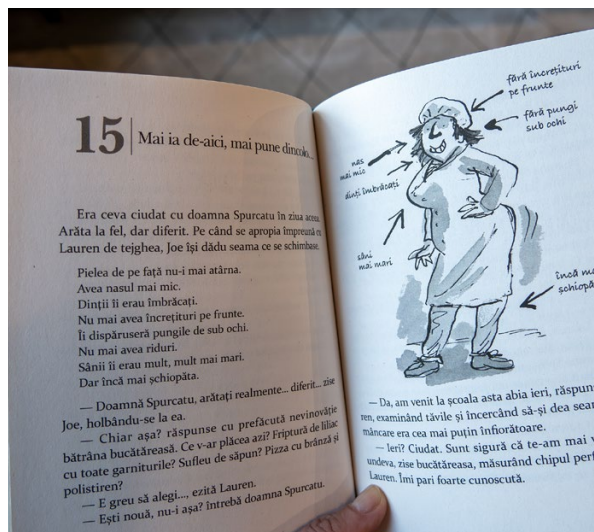 15 Mai ia de-aici, mai pune dincolo...
Era ceva ciudat cu doamna Spurcatu în ziua aceea.
Arăta la fel, dar diferit. Pe când se apropia împreună cu
Lauren de tejghea, Joe își dădu seama ce se schimbase.
Pielea de pe față nu-i mai atârna.
Avea nasul mai mic.
Dinții îi erau îmbrăcați.
Nu mai avea încrețituri pe frunte.
Îi dispăruseră pungile de sub ochi.
Nu mai avea riduri.
Sânii îi erau mult, mult mai mari.
Dar încă mai șchiopăta.
— Doamnă Spurcatu, arătați realmente... diferit... zise
Joe, holbându-se la ea.
— Chiar așa? răspunse cu prefăcută nevinovăție
bătrâna bucătăreasă. Ce v-ar plăcea azi? Friptură de liliac
cu toate garniturile? Sufleu de săpun? Pizza cu brânză și
polistiren?
— E greu să alegi..., ezită Lauren.
— Ești nouă, nu-i așa? întrebă doamna Spurcatu.
fără încrețituri
pe frunte
fără pungi
sub ochi
nas
mai mic
dinți îmbrăcați
sâni
mai mari
încă
— Da, am venit la școala asta abia ieri,
examinând tăvile și încercând să-și dea
mâncare era cea mai puțin înfiorătoare.
— Ieri? Ciudat. Sunt sigură că te-am mai
undeva, zise bucătăreasa, măsurând chipul
Lauren. Îmi pari foarte cunoscută.